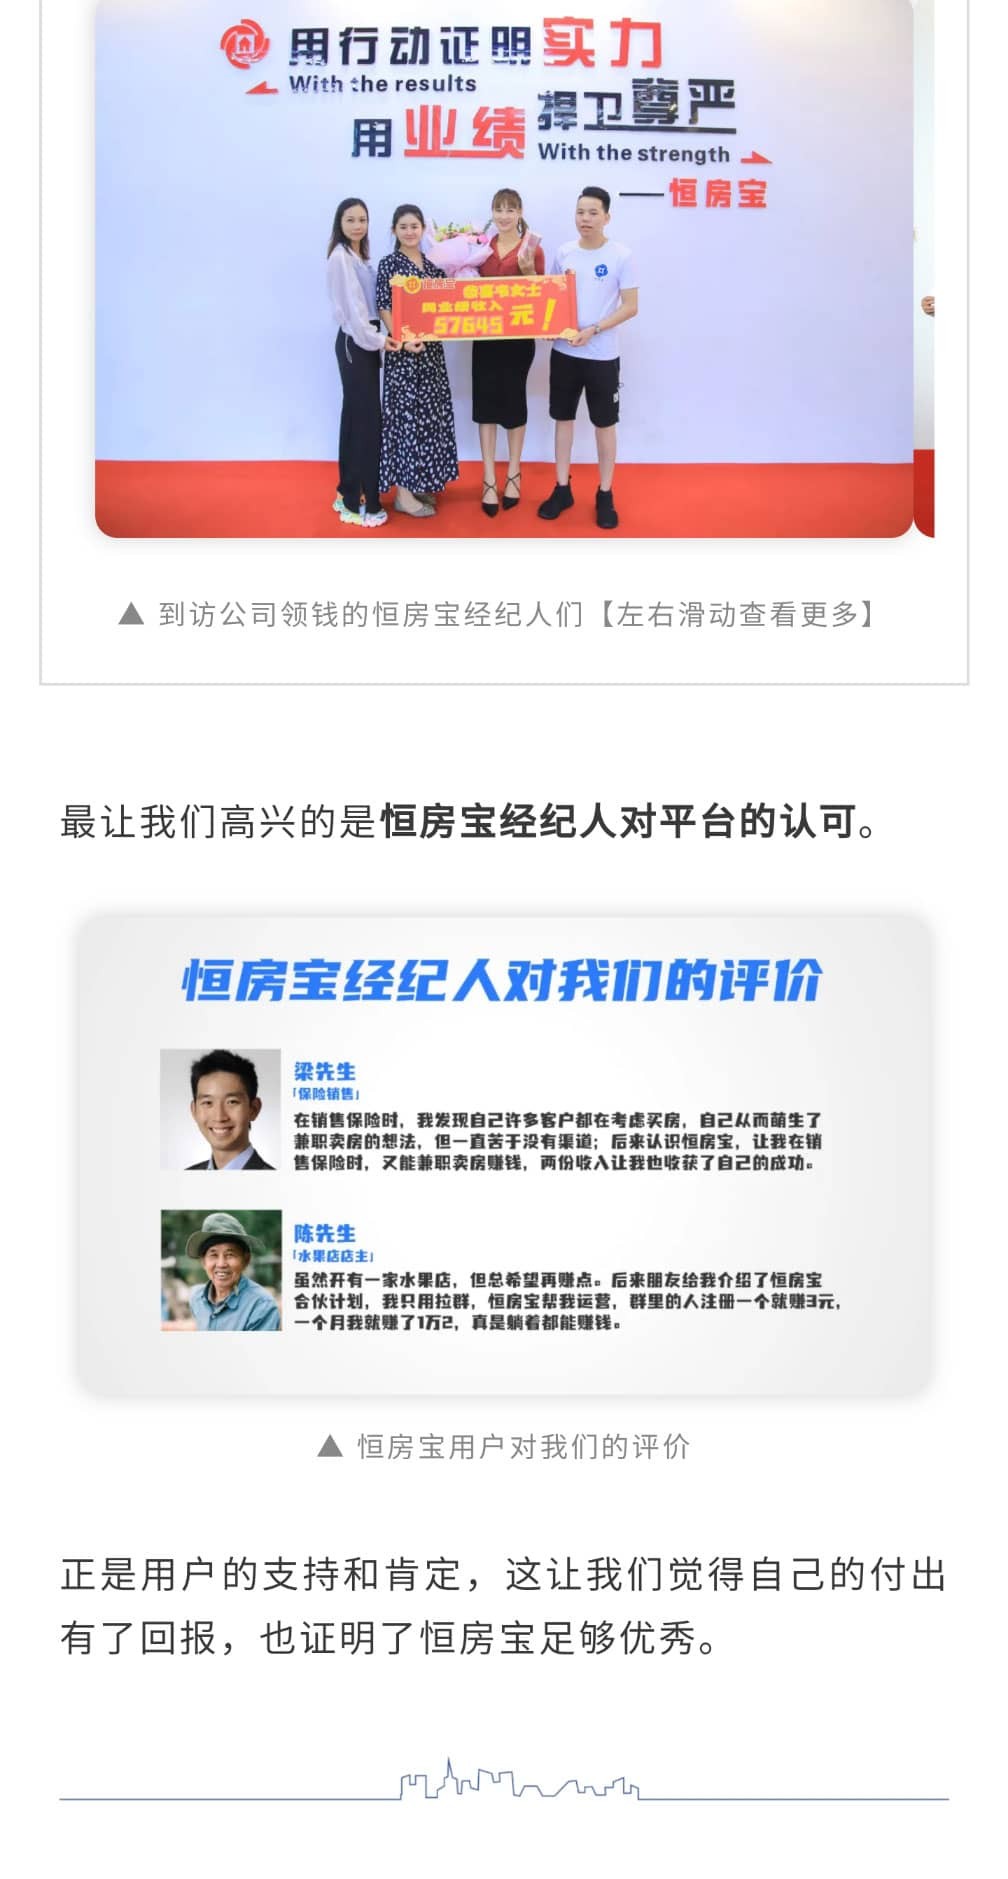 用行动证明实力
With the results
用业绩捍卫尊严
With the strength
——恒房宝
恒房宝
恭喜韦女士
周业绩收入
57645元！
▲ 到访公司领钱的恒房宝经纪人们【左右滑动查看更多】
最让我们高兴的是恒房宝经纪人对平台的认可。
恒房宝经纪人对我们的评价
梁先生
「保险销售」
在销售保险时，我发现自己许多客户都在考虑买房，自己从而萌生了
兼职卖房的想法，但一直苦于没有渠道；后来认识恒房宝，让我在销
售保险时，又能兼职卖房赚钱，两份收入让我也收获了自己的成功。
陈先生
「水果店店主」
虽然开有一家水果店，但总希望再赚点。后来朋友给我介绍了恒房宝
合伙计划，我只用拉群，恒房宝帮我运营，群里的人注册一个就赚3元，
一个月我就赚了1万2，真是躺着都能赚钱。
▲ 恒房宝用户对我们的评价
正是用户的支持和肯定，这让我们觉得自己的付出
有了回报，也证明了恒房宝足够优秀。